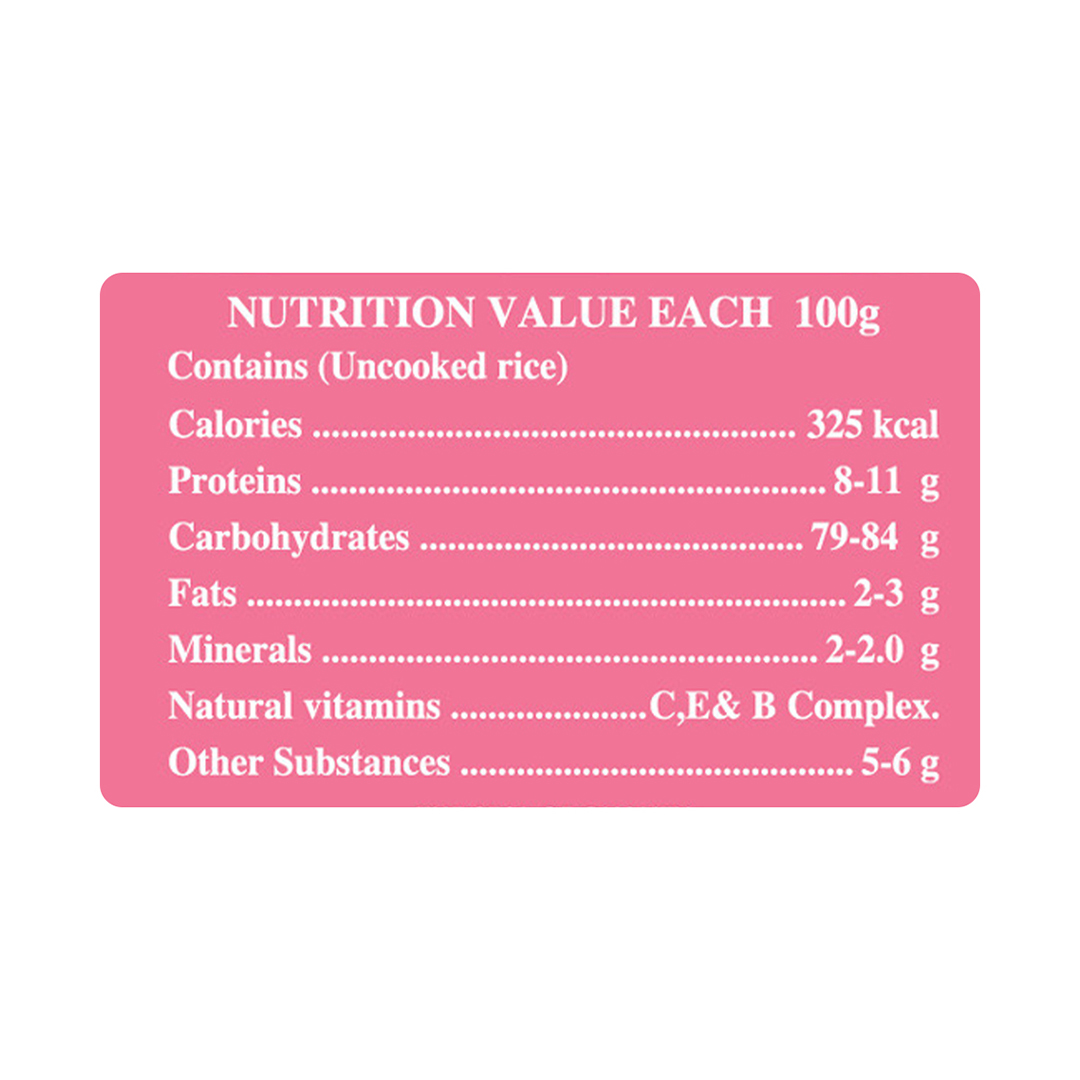 NUTRITION VALUE EACH 100g
Contains (Uncooked rice)
Calories .................................................... 325 kcal
Proteins ....................................................... 8-11 g
Carbohydrates ......................................... 79-84 g
Fats ................................................................ 2-3 g
Minerals ..................................................... 2-2.0 g
Natural vitamins .....................C,E& B Complex.
Other Substances .......................................... 5-6 g